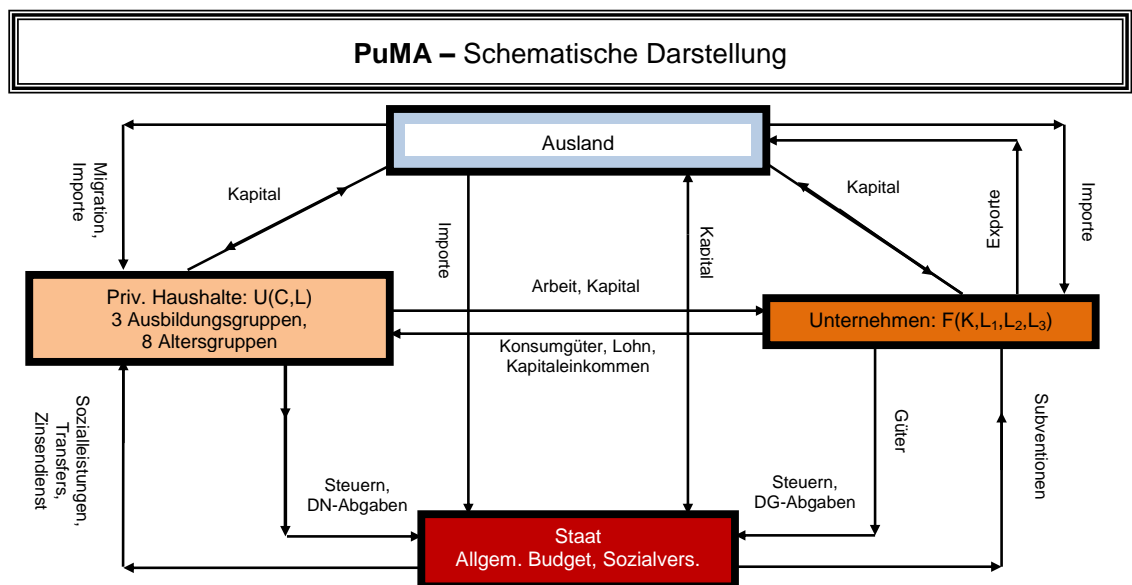 PuMA – Schematische Darstellung
Ausland
Migration,
Importe
Kapital
Importe
Kapital
Kapital
Exporte
Importe
Priv. Haushalte: U(C,L)
3 Ausbildungsgruppen,
8 Altersgruppen
Arbeit, Kapital
Konsumgüter, Lohn,
Kapitaleinkommen
Unternehmen: F(K,L₁,L₂,L₃)
Sozialleistungen,
Transfers,
Zinsendienst
Steuern,
DN-Abgaben
Steuern,
DG-Abgaben
Güter
Subventionen
Staat
Allgem. Budget, Sozialvers.